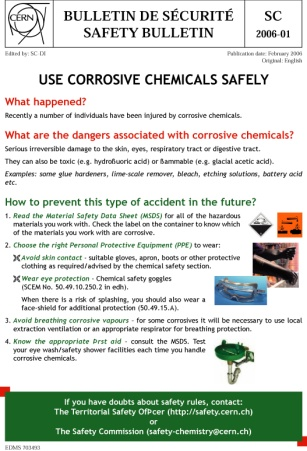 CERN
BULLETIN DE SÉCURITÉ
SAFETY BULLETIN
SC
2006-01
Edited by: SC-DI
Publication date: February 2006
Original: English
USE CORROSIVE CHEMICALS SAFELY
What happened?
Recently a number of individuals have been injured by corrosive chemicals.
What are the dangers associated with corrosive chemicals?
Serious irreversible damage to the skin, eyes, respiratory tract or digestive tract.
They can also be toxic (e.g. hydroßuoric acid) or ßammable (e.g. glacial acetic acid).
Examples: some glue hardeners, lime-scale remover, bleach, etching solutions, battery acid
etc.
How to prevent this type of accident in the future?
1. Read the Material Safety Data Sheet (MSDS) for all of the hazardous
materials you work with. Check the label on the container to know which
of the materials you work with are corrosive.
2. Choose the right Personal Protective Equipment (PPE) to wear:
Avoid skin contact - suitable gloves, apron, boots or other protective
clothing as required/advised by the chemical safety section.
Wear eye protection - Chemical safety goggles
(SCEM No. 50.49.10.250.2 in edh).
When there is a risk of splashing, you should also wear a
face-shield for additional protection (50.49.15.A).
3. Avoid breathing corrosive vapours - for some corrosives it will be necessary to use local
extraction ventilation or an appropriate respirator for breathing protection.
4. Know the appropriate Þrst aid - consult the MSDS. Test
your eye wash/safety shower facilities each time you handle
corrosive chemicals.
If you have doubts about safety rules, contact:
The Territorial Safety OfÞcer (http://safety.cern.ch)
or
The Safety Commission (safety-chemistry@cern.ch)
EDMS 703493